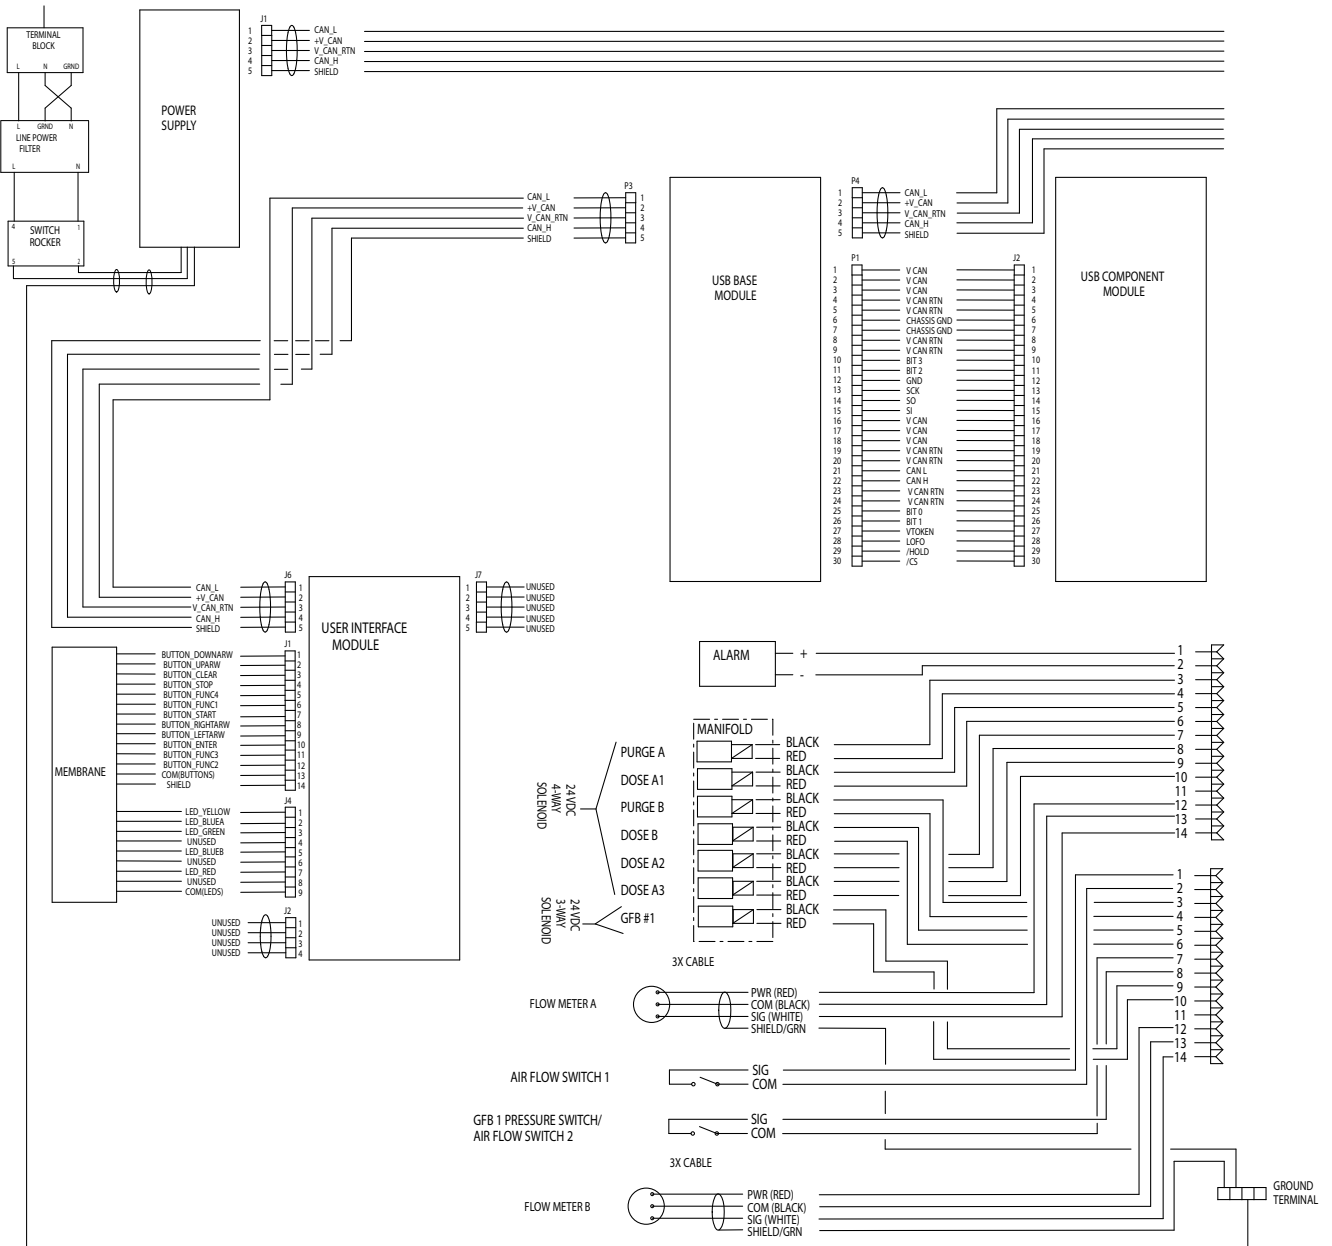 TERMINAL
BLOCK
L N GRND
L GRND N
LINE POWER
FILTER
L N
4 1
SWITCH
ROCKER
5 2
POWER
SUPPLY
J1
1 CAN_L
2 +V_CAN
3 V_CAN_RTN
4 CAN_H
5 SHIELD
P3
CAN_L 1
+V_CAN 2
V_CAN_RTN 3
CAN_H 4
SHIELD 5
USB BASE
MODULE
P4
1 CAN_L
2 +V_CAN
3 V_CAN_RTN
4 CAN_H
5 SHIELD
P1 J2
1 V CAN 1
2 V CAN 2
3 V CAN 3
4 V CAN RTN 4
5 V CAN RTN 5
6 CHASSIS GND 6
7 CHASSIS GND 7
8 V CAN RTN 8
9 V CAN RTN 9
10 BIT 3 10
11 BIT 2 11
12 GND 12
13 SCK 13
14 SO 14
15 SI 15
16 V CAN 16
17 V CAN 17
18 V CAN 18
19 V CAN RTN 19
20 V CAN RTN 20
21 CAN L 21
22 CAN H 22
23 V CAN RTN 23
24 V CAN RTN 24
25 BIT 0 25
26 BIT 1 26
27 VTOKEN 27
28 LOFO 28
29 /HOLD 29
30 /CS 30
USB COMPONENT
MODULE
J6
CAN_L 1
+V_CAN 2
V_CAN_RTN 3
CAN_H 4
SHIELD 5
USER INTERFACE
MODULE
J7
1 UNUSED
2 UNUSED
3 UNUSED
4 UNUSED
5 UNUSED
MEMBRANE
J1
BUTTON_DOWNARW 1
BUTTON_UPARW 2
BUTTON_CLEAR 3
BUTTON_STOP 4
BUTTON_FUNC4 5
BUTTON_FUNC1 6
BUTTON_START 7
BUTTON_RIGHTARW 8
BUTTON_LEFTARW 9
BUTTON_ENTER 10
BUTTON_FUNC3 11
BUTTON_FUNC2 12
COM(BUTTONS) 13
SHIELD 14
J4
LED_YELLOW 1
LED_BLUEA 2
LED_GREEN 3
UNUSED 4
LED_BLUEB 5
UNUSED 6
LED_RED 7
UNUSED 8
COM(LEDS) 9
J2
UNUSED 1
UNUSED 2
UNUSED 3
UNUSED 4
ALARM
+
-
MANIFOLD
24 VDC
4-WAY
SOLENOID
PURGE A
BLACK
RED
DOSE A1
BLACK
RED
PURGE B
BLACK
RED
DOSE B
BLACK
RED
DOSE A2
BLACK
RED
DOSE A3
BLACK
RED
24 VDC
3-WAY
SOLENOID
GFB #1
BLACK
RED
1
2
3
4
5
6
7
8
9
10
11
12
13
14
1
2
3
4
5
6
7
8
9
10
11
12
13
14
3X CABLE
FLOW METER A
PWR (RED)
COM (BLACK)
SIG (WHITE)
SHIELD/GRN
AIR FLOW SWITCH 1
SIG
COM
GFB 1 PRESSURE SWITCH/
AIR FLOW SWITCH 2
SIG
COM
3X CABLE
FLOW METER B
PWR (RED)
COM (BLACK)
SIG (WHITE)
SHIELD/GRN
GROUND
TERMINAL